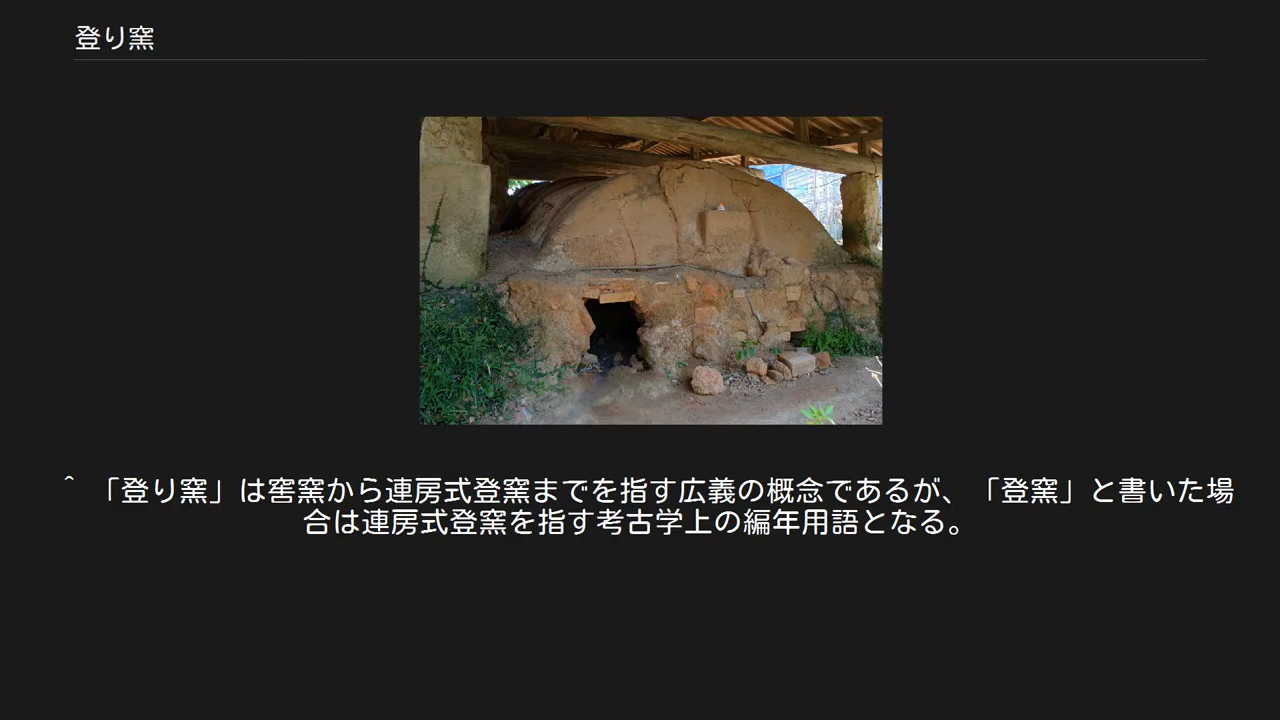 登り窯
^ 「登り窯」は窖窯から連房式登窯までを指す広義の概念であるが、「登窯」と書いた場
合は連房式登窯を指す考古学上の編年用語となる。